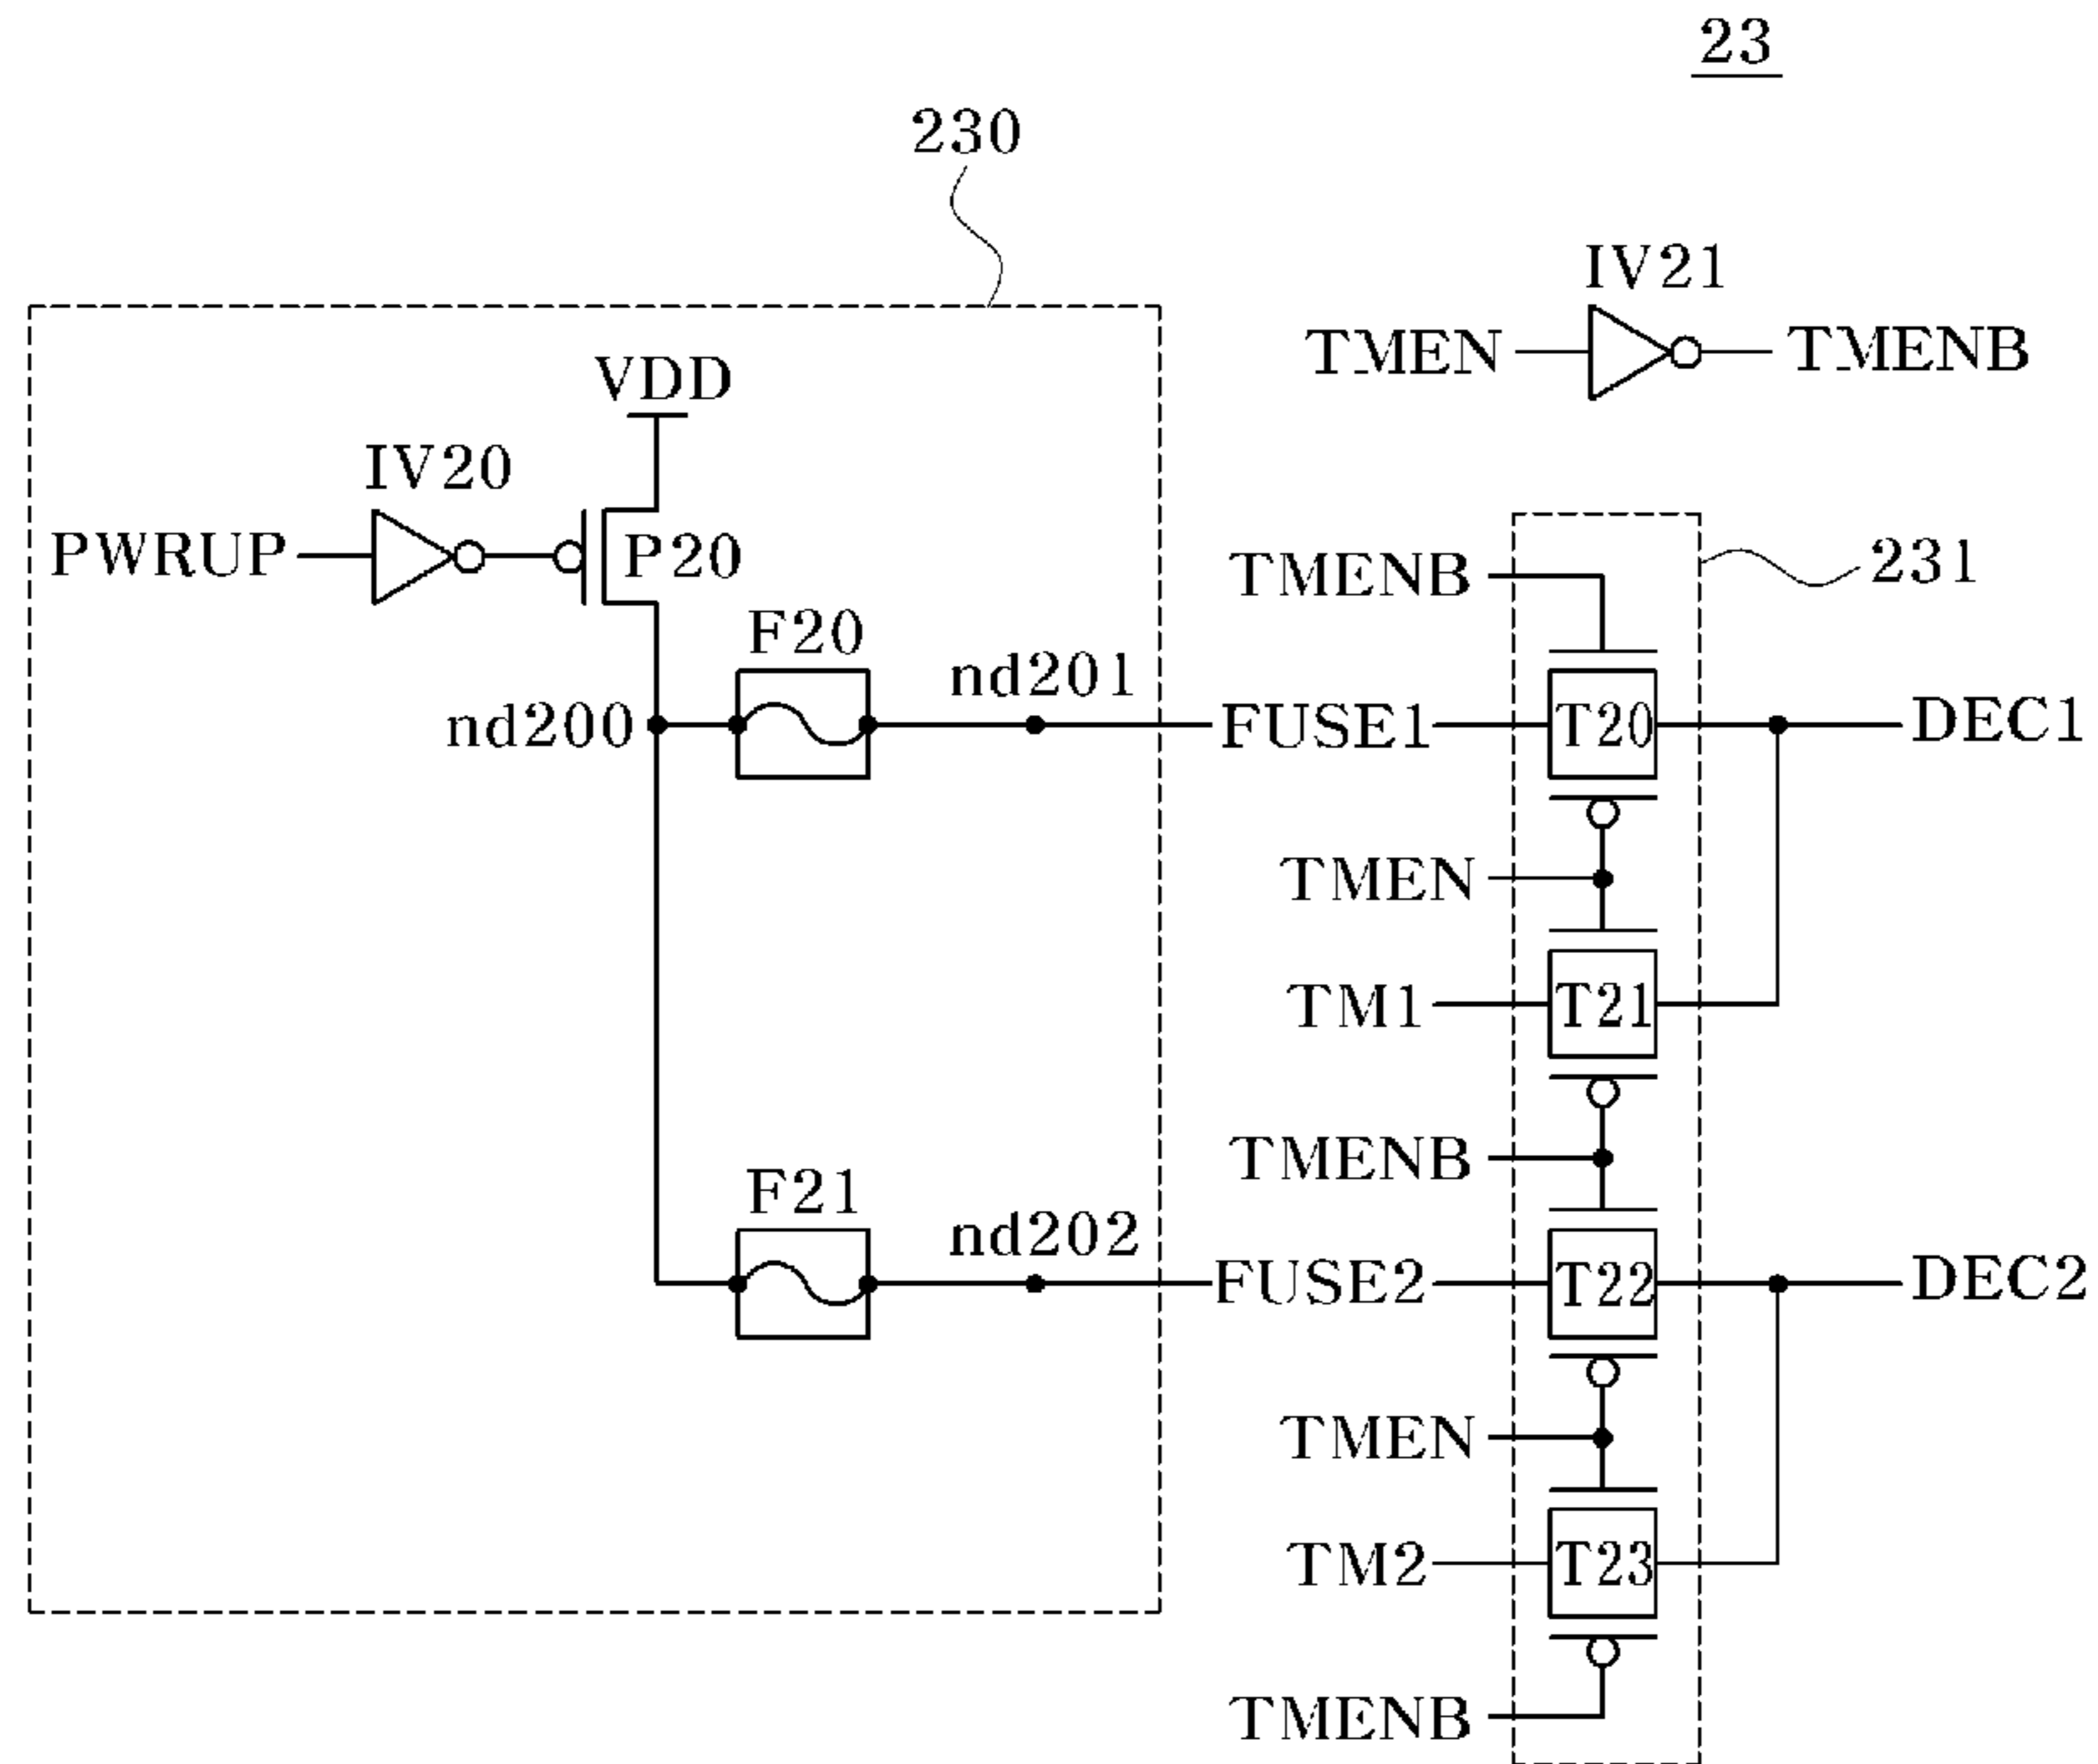 23
230
IV21
TMEN
TMENB
VDD
IV20
PWRUP
P20
TMENB
231
F20
nd201
nd200
FUSE1
T20
DEC1
TMEN
TM1
T21
TMENB
F21
nd202
FUSE2
T22
DEC2
TMEN
TM2
T23
TMENB